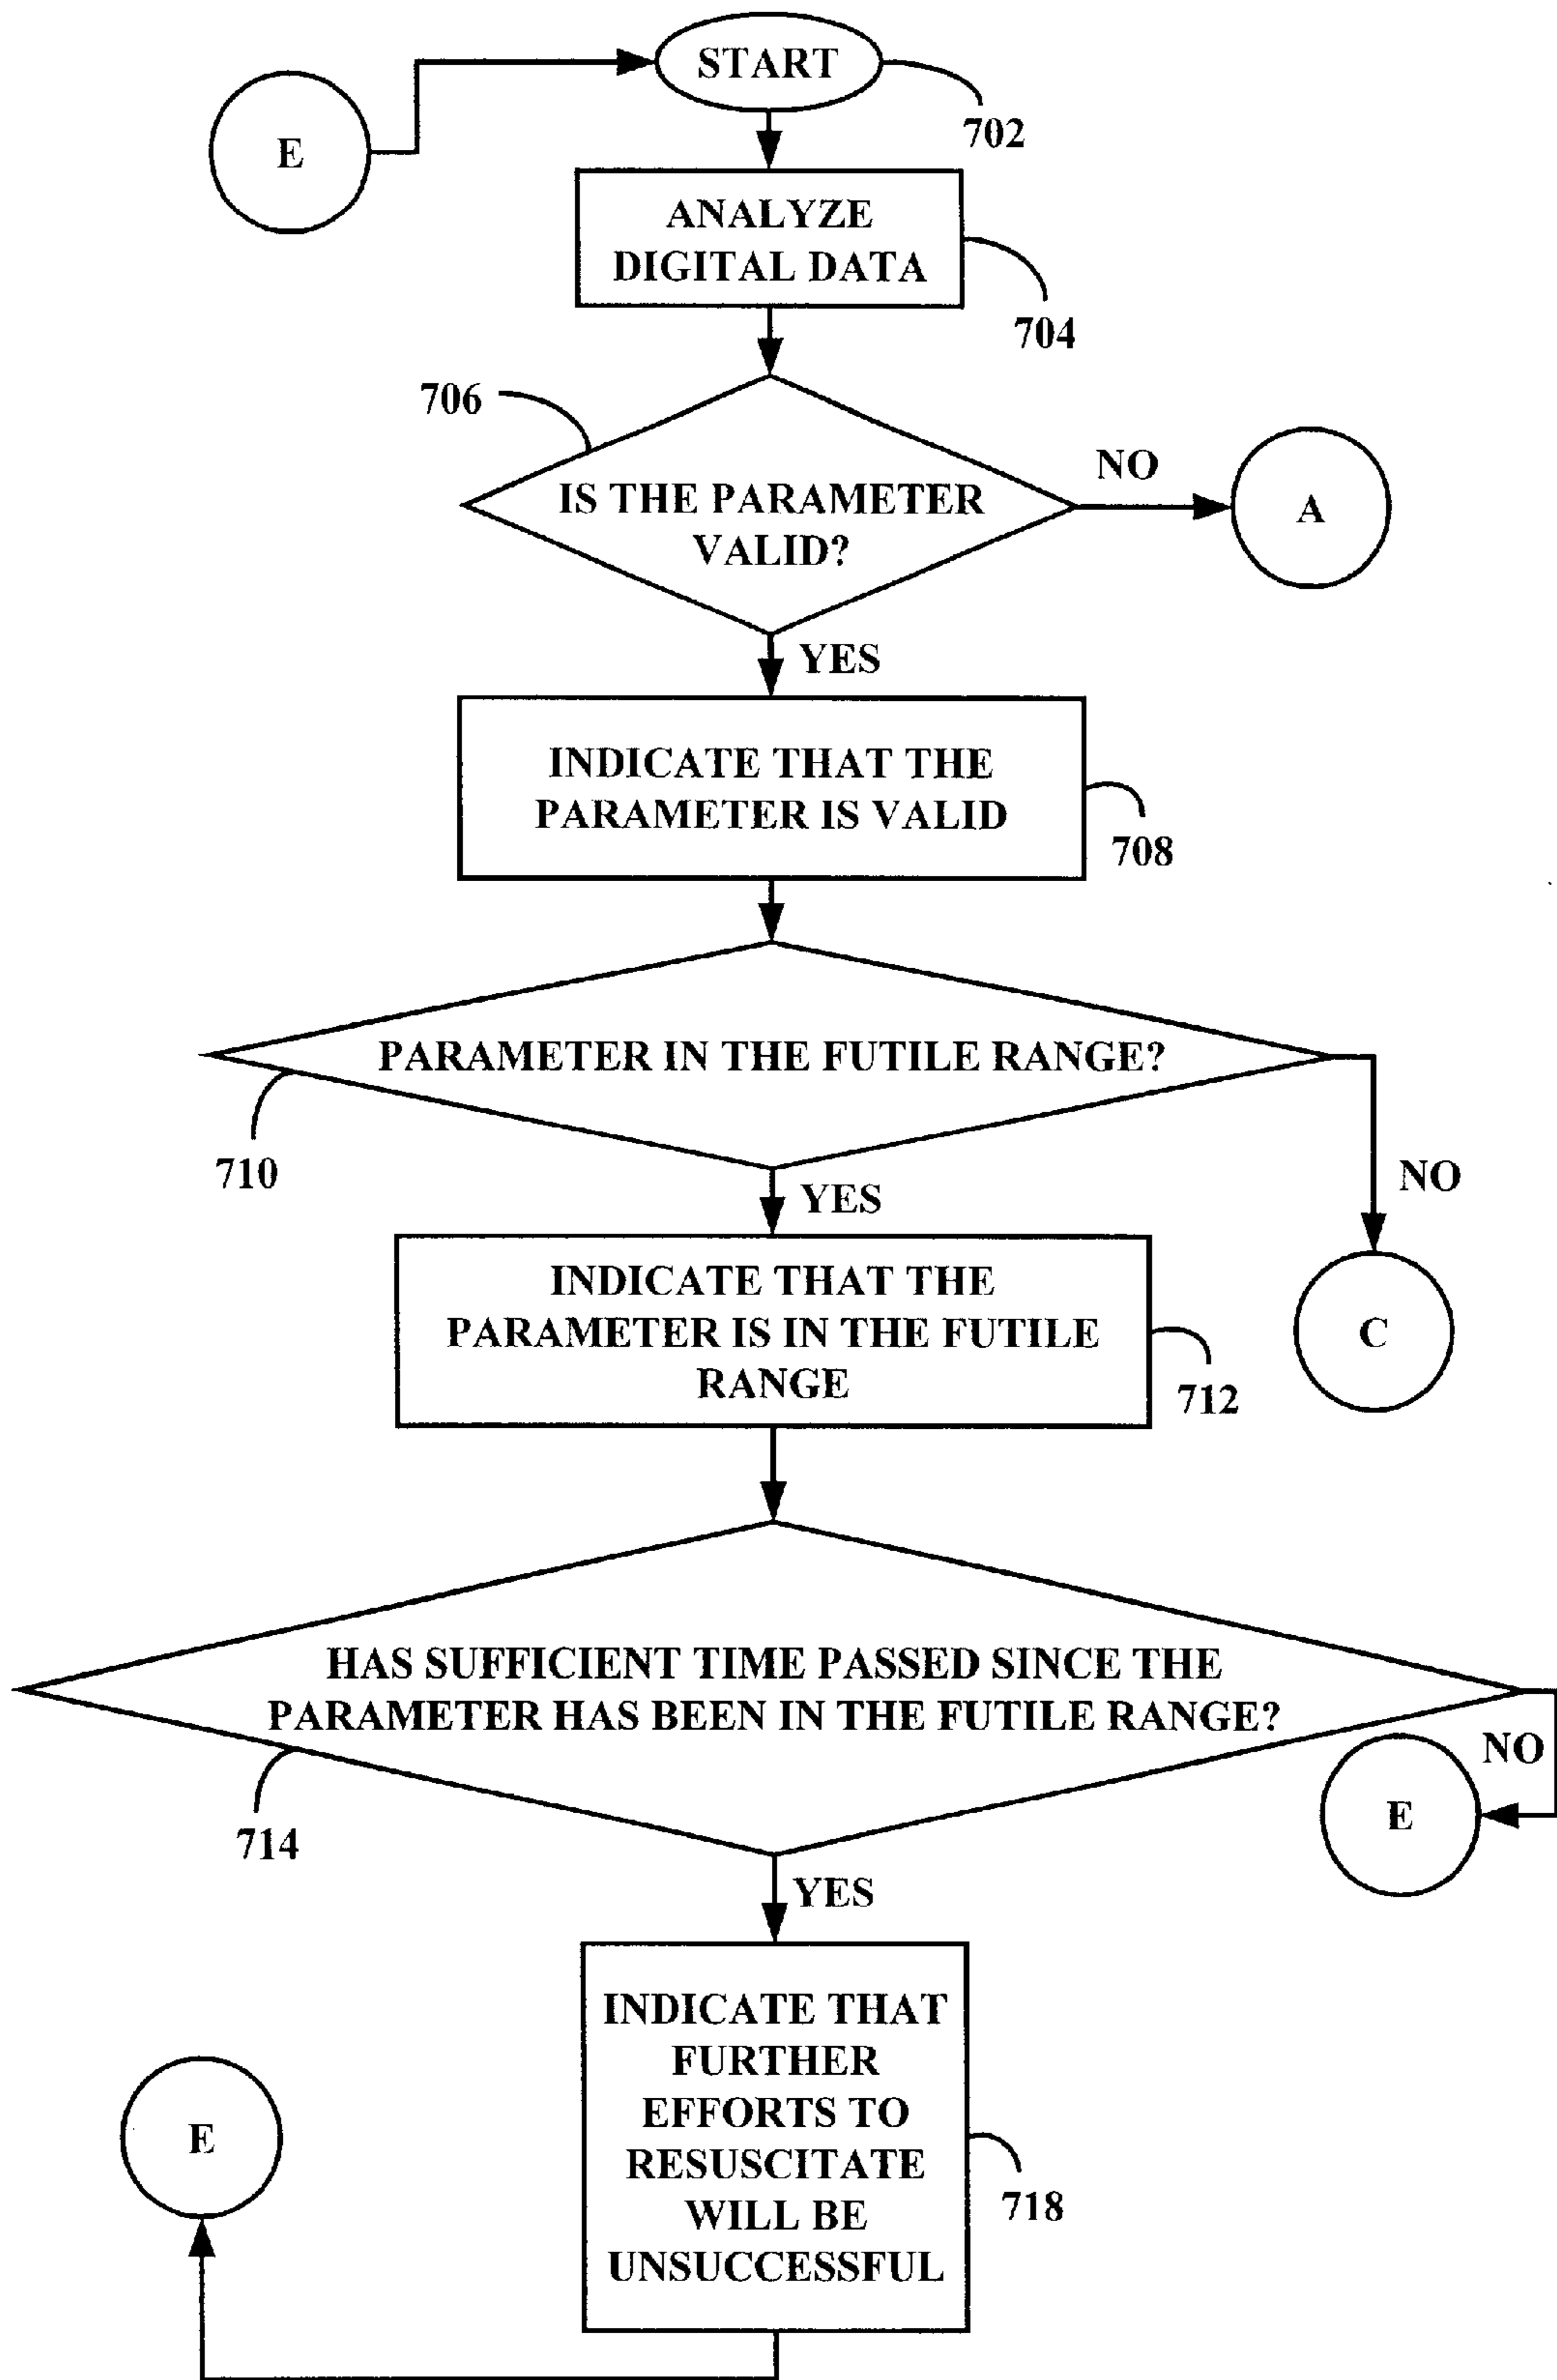 START
702
E
ANALYZE
DIGITAL DATA
704
706
IS THE PARAMETER
VALID?
NO
A
YES
INDICATE THAT THE
PARAMETER IS VALID
708
PARAMETER IN THE FUTILE RANGE?
710
YES
NO
INDICATE THAT THE
PARAMETER IS IN THE FUTILE
RANGE
712
C
HAS SUFFICIENT TIME PASSED SINCE THE
PARAMETER HAS BEEN IN THE FUTILE RANGE?
714
NO
E
YES
INDICATE THAT
FURTHER
EFFORTS TO
RESUSCITATE
WILL BE
UNSUCCESSFUL
718
E